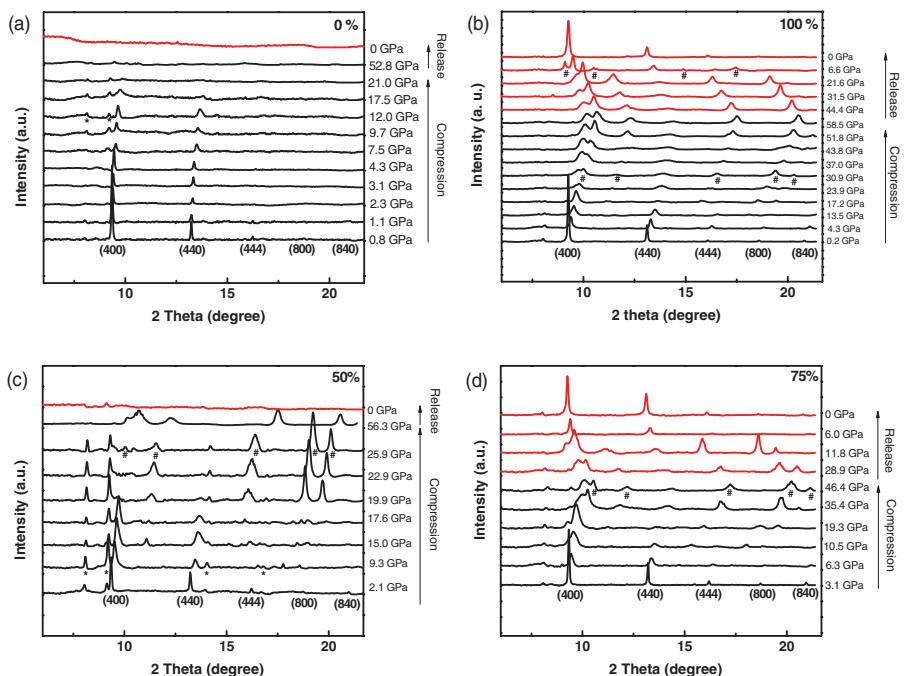 (a)
0 %
0 GPa
52.8 GPa
21.0 GPa
17.5 GPa
12.0 GPa
9.7 GPa
7.5 GPa
4.3 GPa
3.1 GPa
2.3 GPa
1.1 GPa
0.8 GPa
Release
Compression
* *
(400) (440) (444) (800) (840)
10 15 20
2 Theta (degree)
Intensity (a.u.)
(b)
100 %
0 GPa
6.6 GPa
21.6 GPa
31.5 GPa
44.4 GPa
58.5 GPa
51.8 GPa
43.8 GPa
37.0 GPa
30.9 GPa
23.9 GPa
17.2 GPa
13.5 GPa
4.3 GPa
0.2 GPa
Release
Compression
# # # #
# # # # #
(400) (440) (444) (800) (840)
10 15 20
2 theta (degree)
Intensity (a.u.)
(c)
50%
0 GPa
56.3 GPa
25.9 GPa
22.9 GPa
19.9 GPa
17.6 GPa
15.0 GPa
9.3 GPa
2.1 GPa
Release
Compression
# # # # #
* * * *
(400) (440) (444) (800) (840)
10 15 20
2 Theta (degree)
Intensity (a.u.)
(d)
75%
0 GPa
6.0 GPa
11.8 GPa
28.9 GPa
46.4 GPa
35.4 GPa
19.3 GPa
10.5 GPa
6.3 GPa
3.1 GPa
Release
Compression
# # # # #
(400) (440) (444) (800) (840)
10 15 20
2 Theta (degree)
Intensity (a.u.)